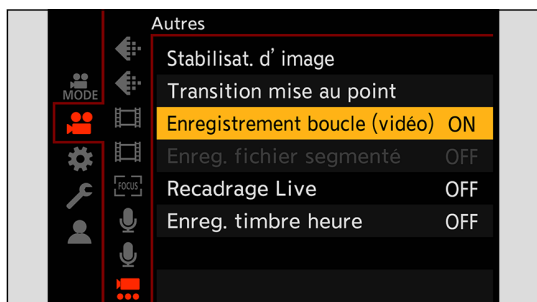 Autres
Stabilisat. d' image
MODE
Transition mise au point
Enregistrement boucle (vidéo) ON
Enreg. fichier segmenté OFF
FOCUS
Recadrage Live OFF
Enreg. timbre heure OFF